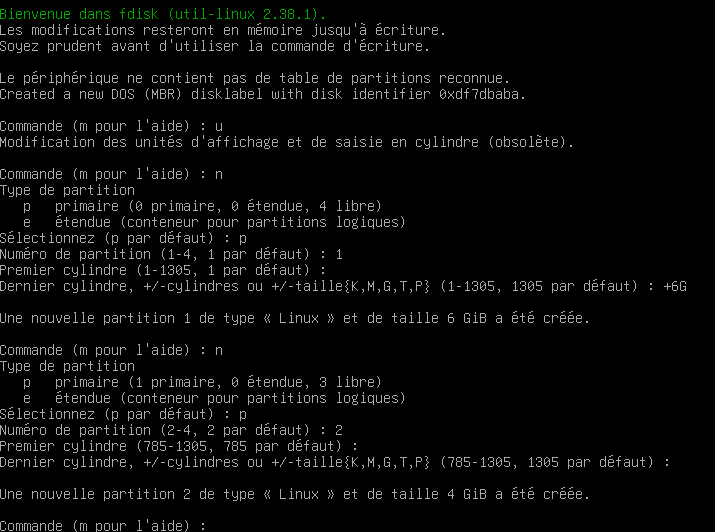 Bienvenue dans fdisk (util-linux 2.38.1).
Les modifications resteront en mémoire jusqu'à écriture.
Soyez prudent avant d'utiliser la commande d'écriture.
Le périphérique ne contient pas de table de partitions reconnue.
Created a new DOS (MBR) disklabel with disk identifier 0xdf7dbaba.
Commande (m pour l'aide) : u
Modification des unités d'affichage et de saisie en cylindre (obsolète).
Commande (m pour l'aide) : n
Type de partition
p primaire (0 primaire, 0 étendue, 4 libre)
e étendue (conteneur pour partitions logiques)
Sélectionnez (p par défaut) : p
Numéro de partition (1-4, 1 par défaut) : 1
Premier cylindre (1-1305, 1 par défaut) :
Dernier cylindre, +/-cylindres ou +/-taille{K,M,G,T,P} (1-1305, 1305 par défaut) : +6G
Une nouvelle partition 1 de type « Linux » et de taille 6 GiB a été créée.
Commande (m pour l'aide) : n
Type de partition
p primaire (1 primaire, 0 étendue, 3 libre)
e étendue (conteneur pour partitions logiques)
Sélectionnez (p par défaut) : p
Numéro de partition (2-4, 2 par défaut) : 2
Premier cylindre (785-1305, 785 par défaut) :
Dernier cylindre, +/-cylindres ou +/-taille{K,M,G,T,P} (785-1305, 1305 par défaut) :
Une nouvelle partition 2 de type « Linux » et de taille 4 GiB a été créée.
Commande (m pour l'aide) :